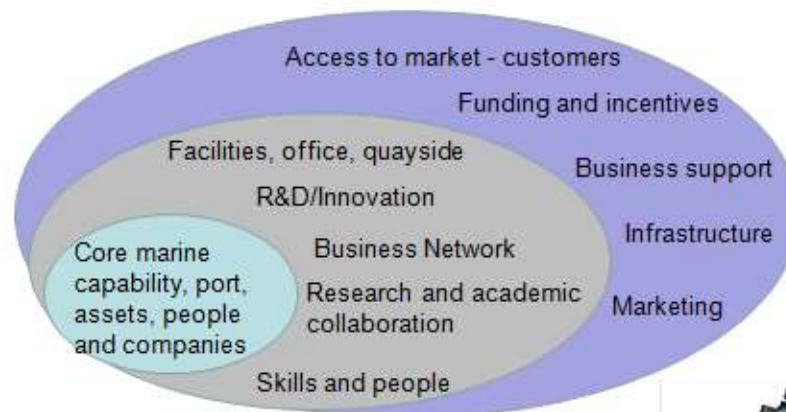 Access to market - customers
Funding and incentives
Facilities, office, quayside
Business support
R&D/Innovation
Infrastructure
Business Network
Core marine
capability, port,
assets, people
and companies
Research and academic
collaboration
Marketing
Skills and people